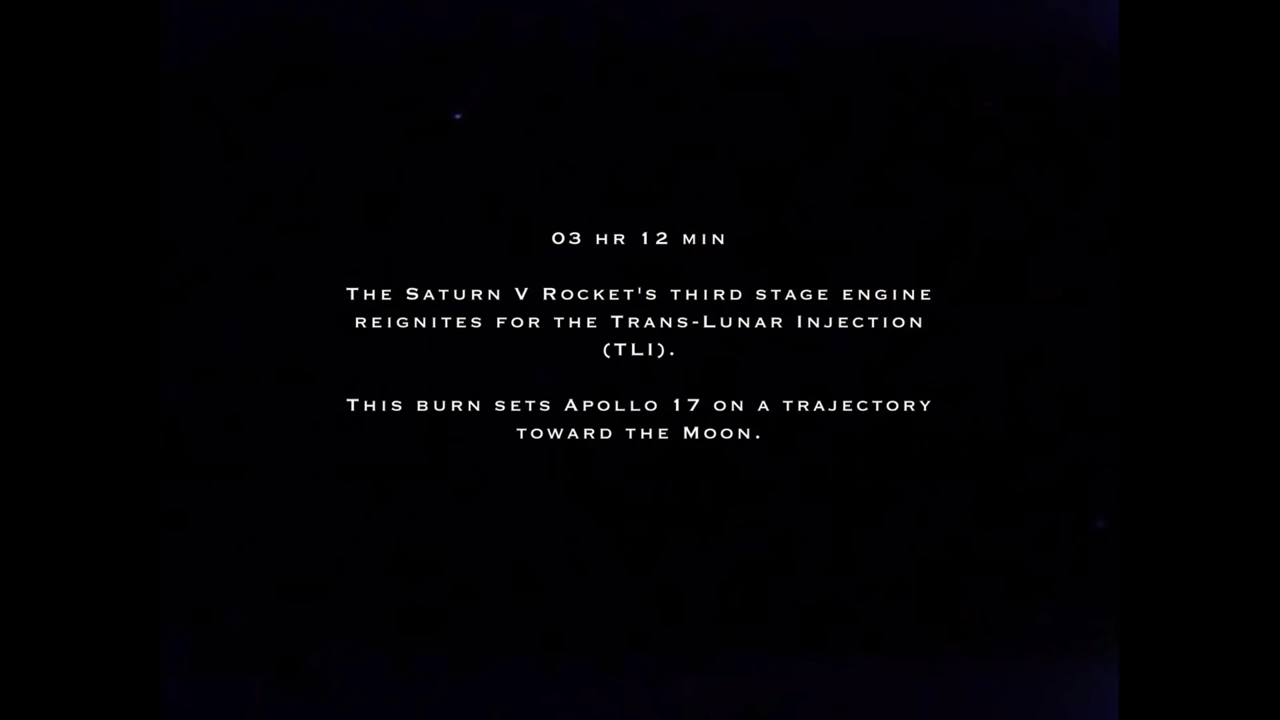 03 HR 12 MIN
THE SATURN V ROCKET'S THIRD STAGE ENGINE
REIGNITES FOR THE TRANS-LUNAR INJECTION
(TLI).
THIS BURN SETS APOLLO 17 ON A TRAJECTORY
TOWARD THE MOON.